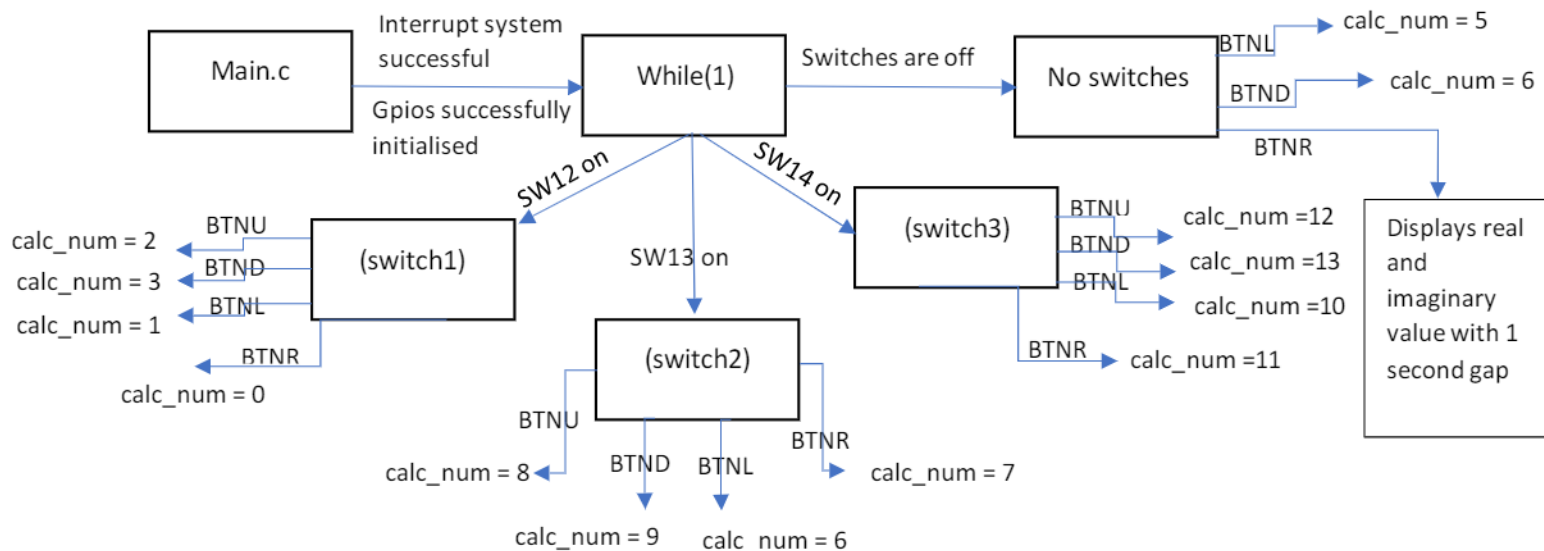 Main.c
Interrupt system
successful
Gpios successfully
initialised
While(1)
Switches are off
No switches
BTNL
calc_num = 5
BTND
calc_num = 6
BTNR
Displays real
and
imaginary
value with 1
second gap
SW12 on
SW13 on
SW14 on
(switch1)
BTNU
calc_num = 2
BTND
calc_num = 3
BTNL
calc_num = 1
BTNR
calc_num = 0
(switch2)
BTNU
calc_num = 8
BTND
calc_num = 9
BTNL
calc_num = 6
BTNR
calc_num = 7
(switch3)
BTNU
calc_num =12
BTND
calc_num =13
BTNL
calc_num =10
BTNR
calc_num =11